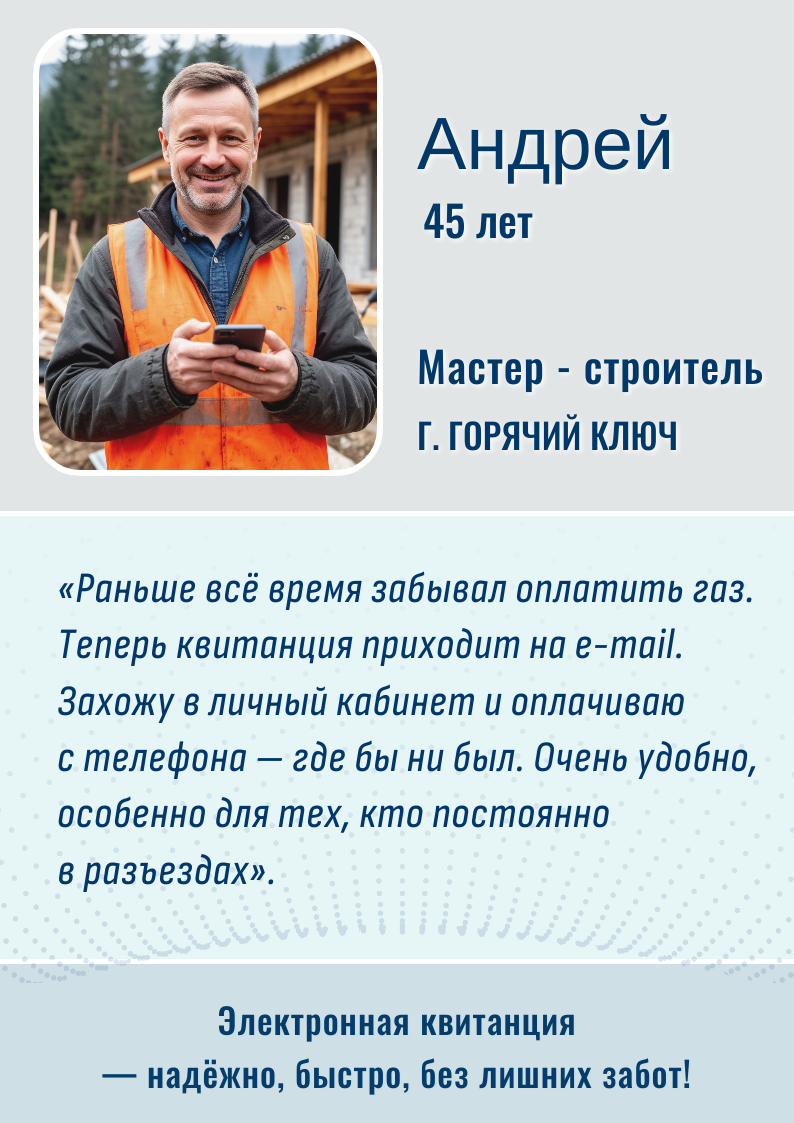 Андрей
45 лет
Мастер - строитель
Г. ГОРЯЧИЙ КЛЮЧ
«Раньше всё время забывал оплатить газ.
Теперь квитанция приходит на e-mail.
Захожу в личный кабинет и оплачиваю
с телефона — где бы ни был. Очень удобно,
особенно для тех, кто постоянно
в разъездах».
Электронная квитанция
— надёжно, быстро, без лишних забот!